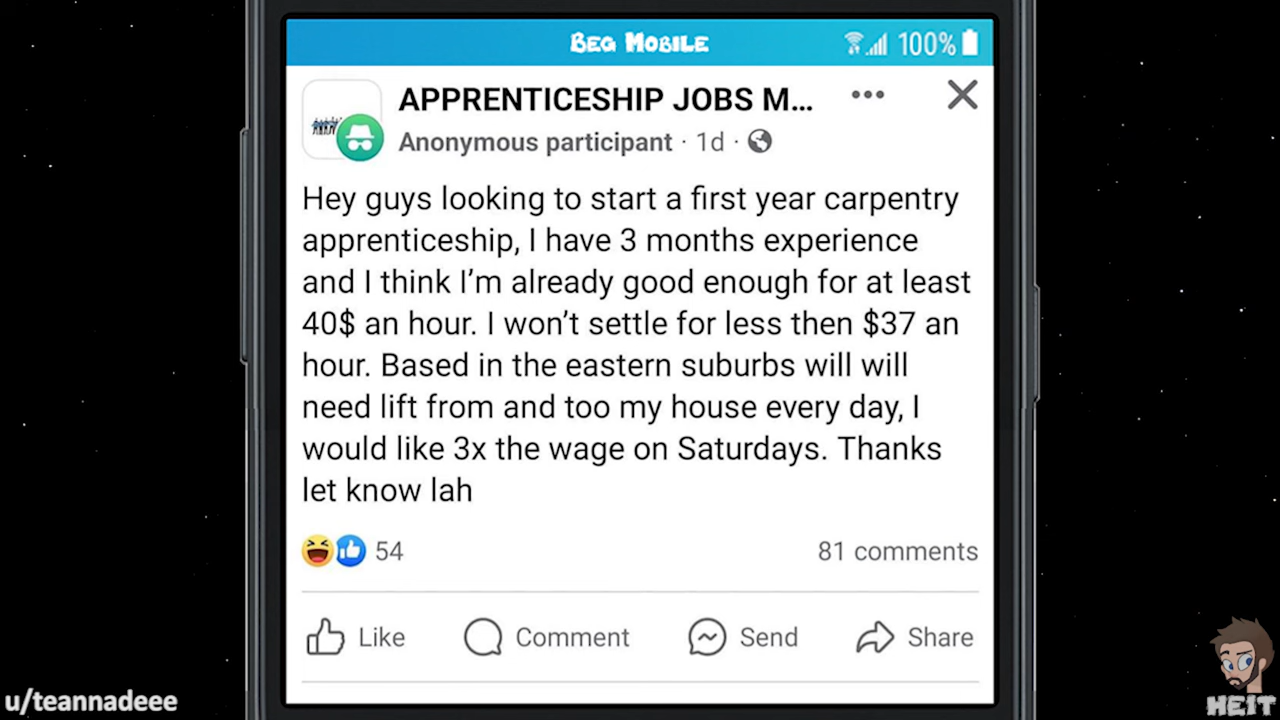 BEG MOBILE
100%
APPRENTICESHIP JOBS M...
Anonymous participant · 1d ·
Hey guys looking to start a first year carpentry
apprenticeship, I have 3 months experience
and I think I’m already good enough for at least
40$ an hour. I won’t settle for less then $37 an
hour. Based in the eastern suburbs will will
need lift from and too my house every day, I
would like 3x the wage on Saturdays. Thanks
let know lah
54
81 comments
Like
Comment
Send
Share
u/teannadeee
HEIT